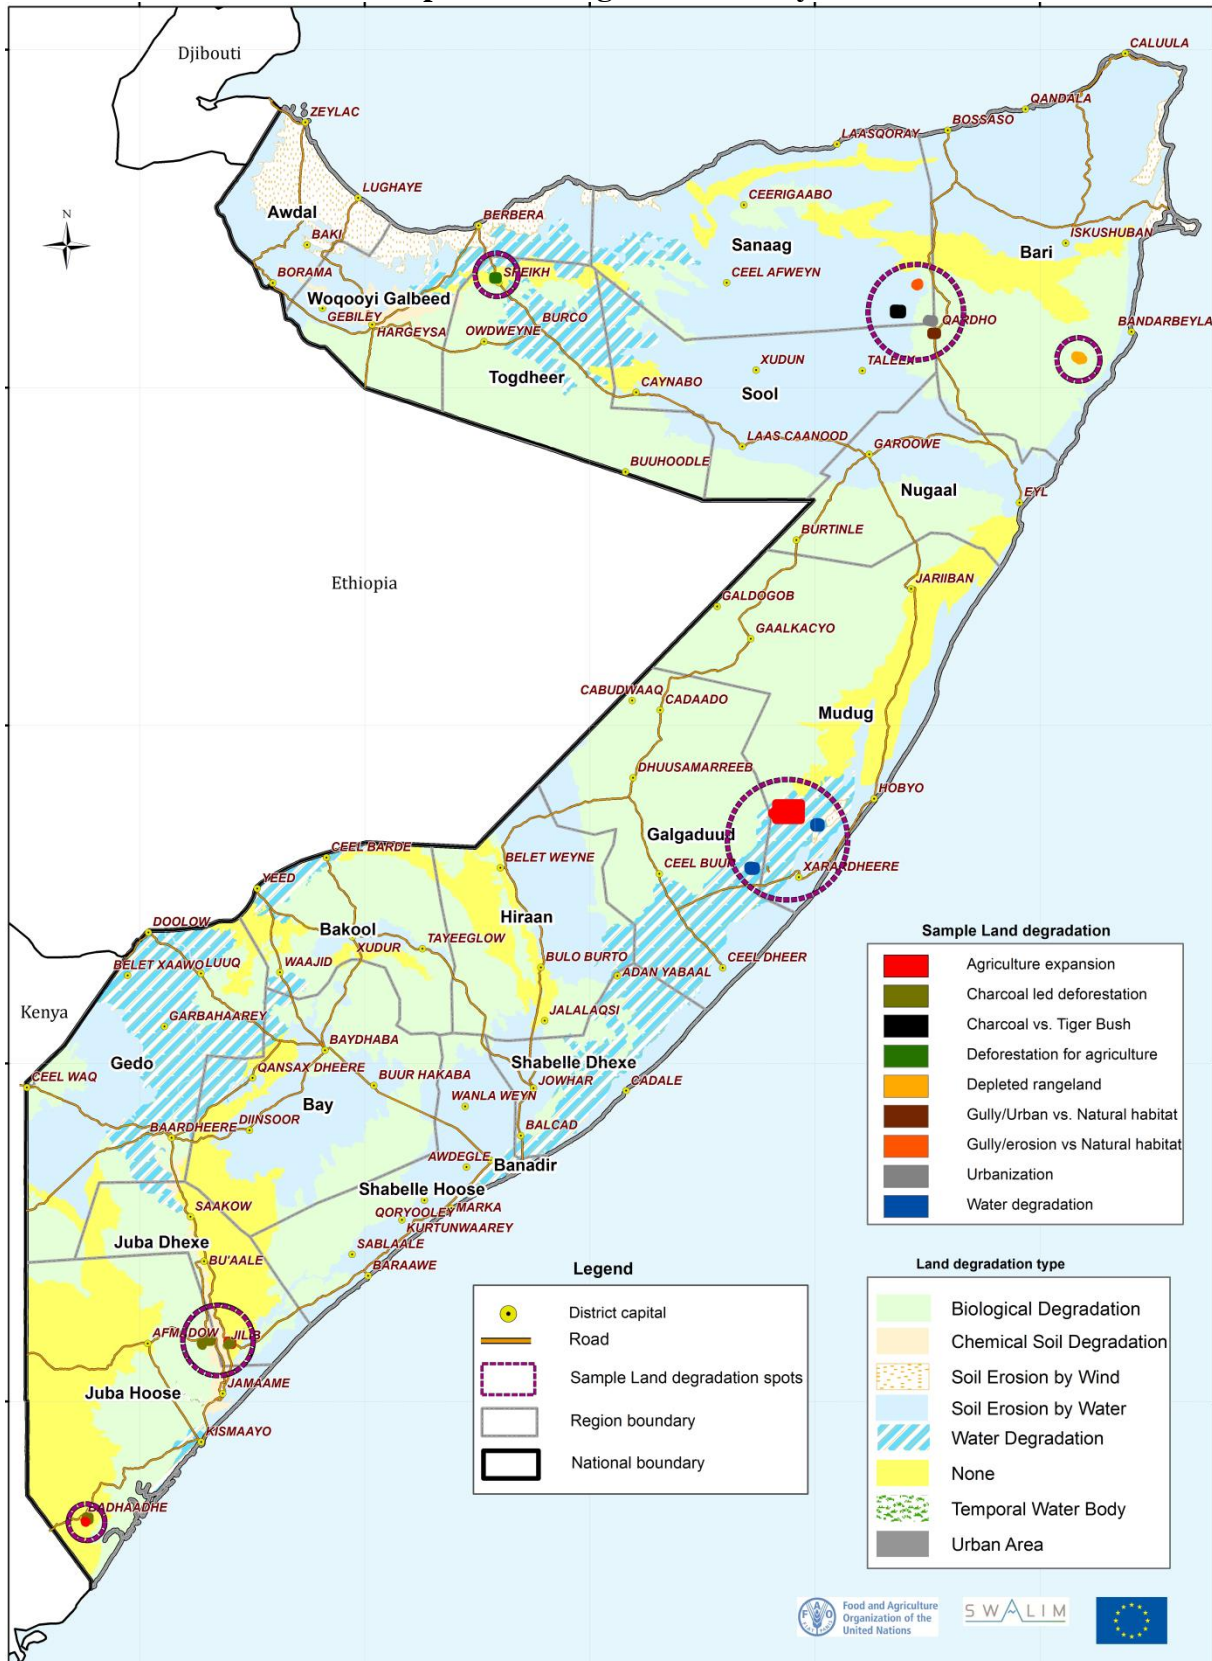 Djibouti
CALUULA
QANDALA
ZEYLAC
BOSSASO
LAASQORAY
LUGHAYE
CEERIGAABO
Awdal
BERBERA
BAKI
Sanaag
ISKUSHUBAN
Bari
N
SHEIKH
CEEL AFWEYN
BORAMA
Woqooyi Galbeed
GEBILEY
BURCO
QARDHO
BANDARBEYLA
HARGEYSA
OWDWEYNE
XUDUN
TALEEX
Togdheer
CAYNABO
Sool
LAAS CAANOOD
GAROOWE
BUUHOODLE
Nugaal
EYL
BURTINLE
Ethiopia
JARIIBAN
GALDOGOB
GAALKACYO
CABUDWAAQ
CADAADO
Mudug
DHUUSAMARREEB
HOBYO
Galgaduud
CEEL BARDE
BELET WEYNE
CEEL BUUR
XARARDHEERE
YEED
DOOLOW
Bakool
Hiraan
TAYEEGLOW
XUDUR
BELET XAAWO
LUUQ
WAAJID
BULO BURTO
ADAN YABAAL
CEEL DHEER
Kenya
GARBAHAAREY
JALALAQSI
BAYDHABA
Gedo
Shabelle Dhexe
CEEL WAQ
QANSAX DHEERE
BUUR HAKABA
JOWHAR
CADALE
Bay
WANLA WEYN
BAARDHEERE
DIINSOOR
BALCAD
AWDEGLE
Banadir
Shabelle Hoose
SAAKOW
MARKA
QORYOOLEY
KURTUNWAAREY
Juba Dhexe
SABLAALE
BU'AALE
BARAAWE
AFMADOW
JILIB
Juba Hoose
JAMAAME
KISMAAYO
BADHAADHE
Sample Land degradation
Agriculture expansion
Charcoal led deforestation
Charcoal vs. Tiger Bush
Deforestation for agriculture
Depleted rangeland
Gully/Urban vs. Natural habitat
Gully/erosion vs Natural habitat
Urbanization
Water degradation
Legend
District capital
Road
Sample Land degradation spots
Region boundary
National boundary
Land degradation type
Biological Degradation
Chemical Soil Degradation
Soil Erosion by Wind
Soil Erosion by Water
Water Degradation
None
Temporal Water Body
Urban Area
FAO
FIAT PANIS
Food and Agriculture
Organization of the
United Nations
SWALIM